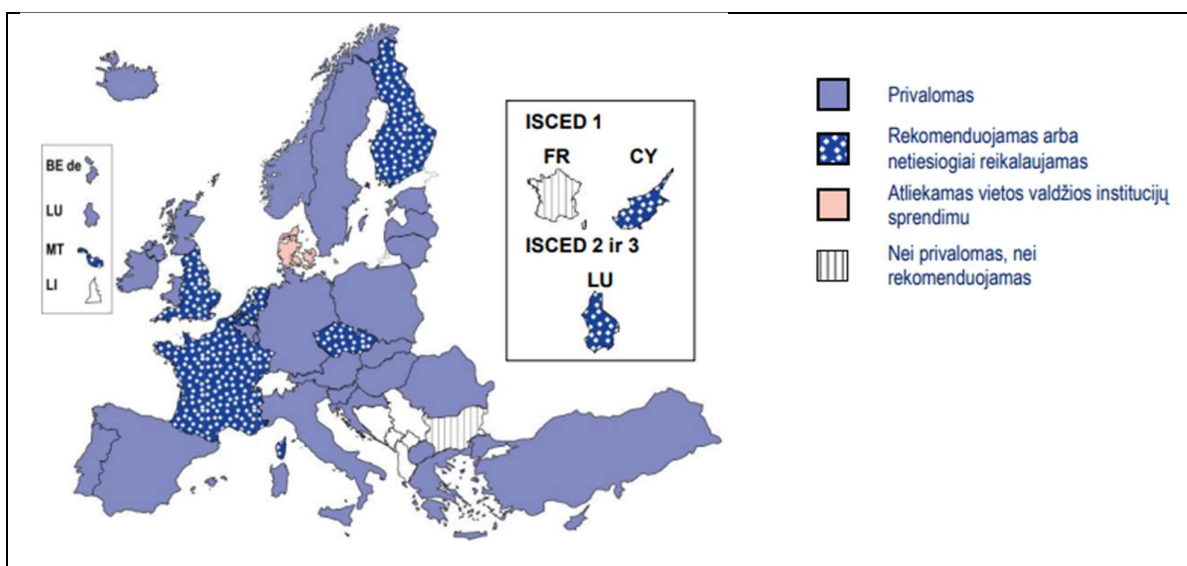 BE de
LU
MT
LI
ISCED 1
FR CY
ISCED 2 ir 3
LU
Privalomas
Rekomenduojamas arba
netiesiogiai reikalaujamas
Atliekamas vietos valdžios institucijų
sprendimu
Nei privalomas, nei
rekomenduojamas